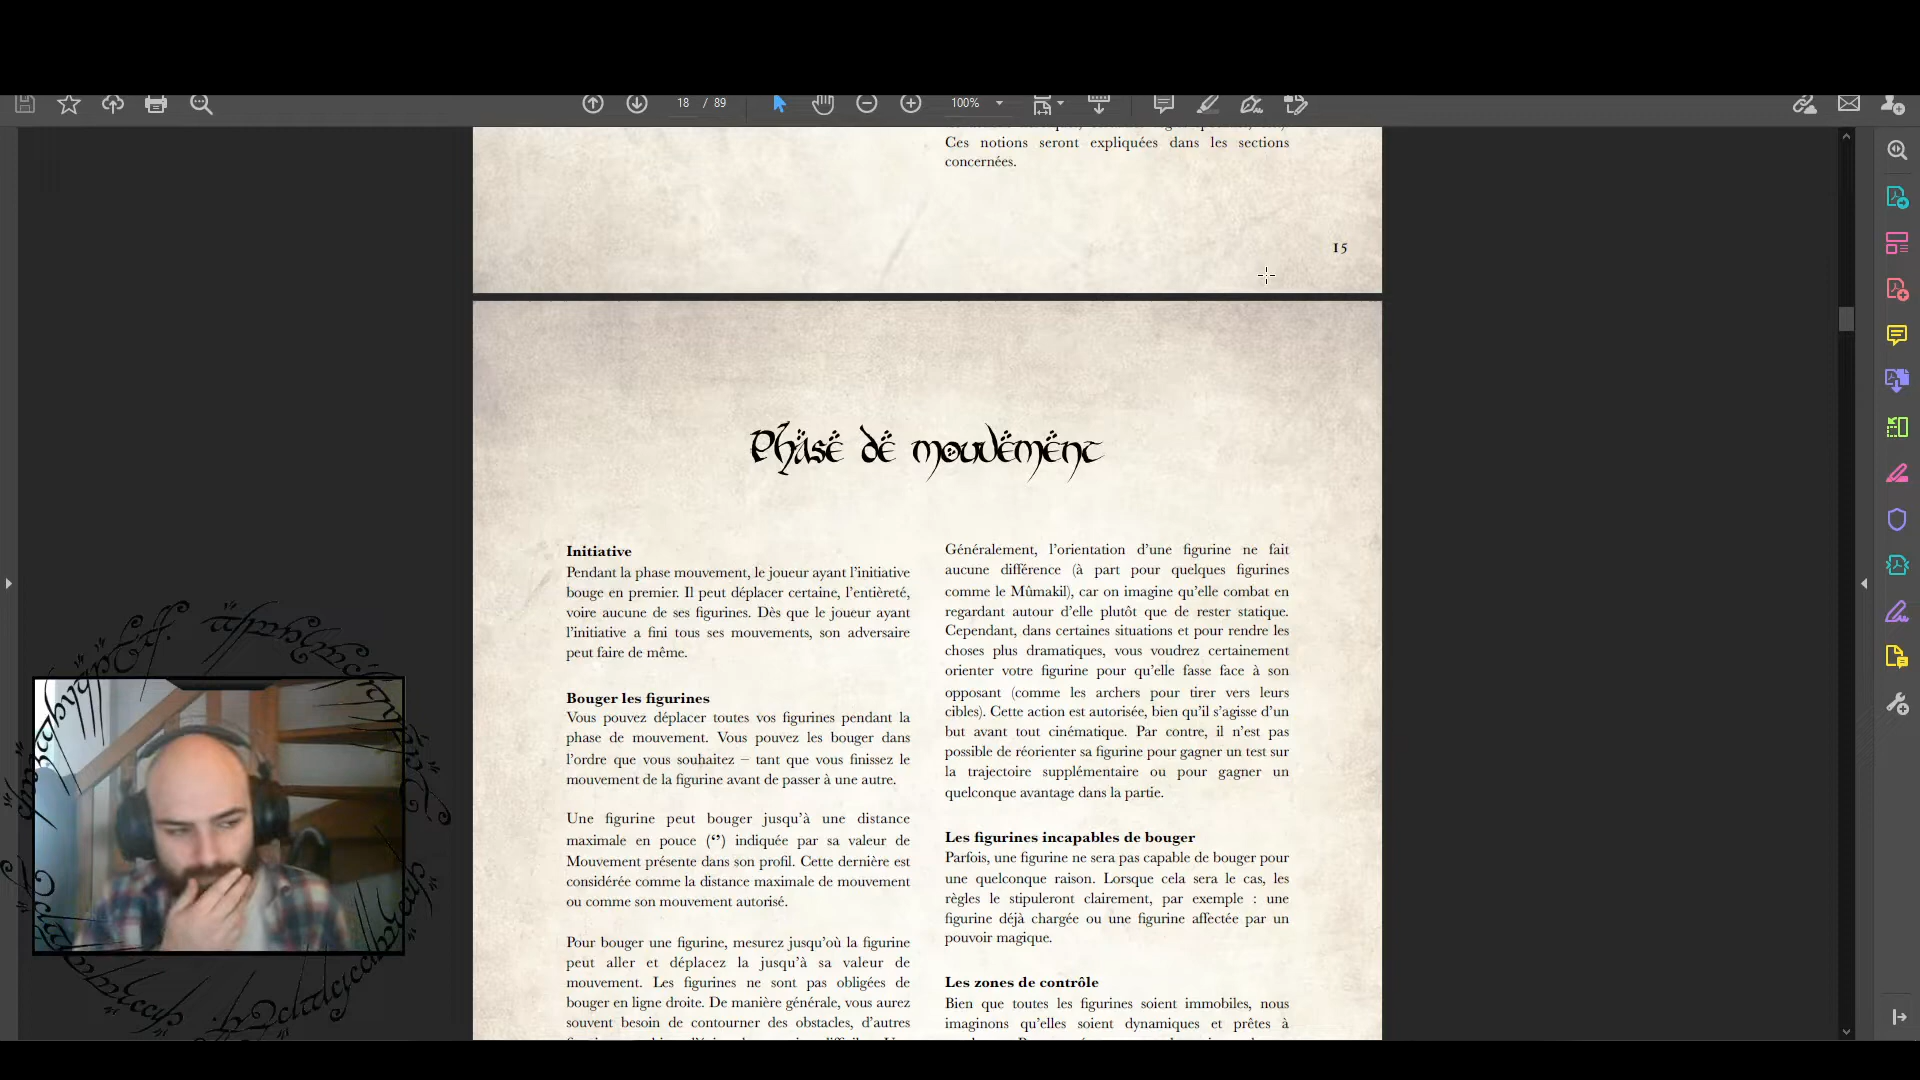 18 / 89
100%
Ces notions seront expliquées dans les sections
concernées.
15
Phase de mouvement
Initiative
Pendant la phase mouvement, le joueur ayant l'initiative
bouge en premier. Il peut déplacer certaine, l'entièreté,
voire aucune de ses figurines. Dès que le joueur ayant
l'initiative a fini tous ses mouvements, son adversaire
peut faire de même.
Bouger les figurines
Vous pouvez déplacer toutes vos figurines pendant la
phase de mouvement. Vous pouvez les bouger dans
l'ordre que vous souhaitez – tant que vous finissez le
mouvement de la figurine avant de passer à une autre.
Une figurine peut bouger jusqu'à une distance
maximale en pouce (‘’) indiquée par sa valeur de
Mouvement présente dans son profil. Cette dernière est
considérée comme la distance maximale de mouvement
ou comme son mouvement autorisé.
Pour bouger une figurine, mesurez jusqu'où la figurine
peut aller et déplacez la jusqu'à sa valeur de
mouvement. Les figurines ne sont pas obligées de
bouger en ligne droite. De manière générale, vous aurez
souvent besoin de contourner des obstacles, d'autres
Généralement, l'orientation d'une figurine ne fait
aucune différence (à part pour quelques figurines
comme le Mûmakil), car on imagine qu'elle combat en
regardant autour d'elle plutôt que de rester statique.
Cependant, dans certaines situations et pour rendre les
choses plus dramatiques, vous voudrez certainement
orienter votre figurine pour qu'elle fasse face à son
opposant (comme les archers pour tirer vers leurs
cibles). Cette action est autorisée, bien qu'il s'agisse d'un
but avant tout cinématique. Par contre, il n'est pas
possible de réorienter sa figurine pour gagner un test sur
la trajectoire supplémentaire ou pour gagner un
quelconque avantage dans la partie.
Les figurines incapables de bouger
Parfois, une figurine ne sera pas capable de bouger pour
une quelconque raison. Lorsque cela sera le cas, les
règles le stipuleront clairement, par exemple : une
figurine déjà chargée ou une figurine affectée par un
pouvoir magique.
Les zones de contrôle
Bien que toutes les figurines soient immobiles, nous
imaginons qu'elles soient dynamiques et prêtes à